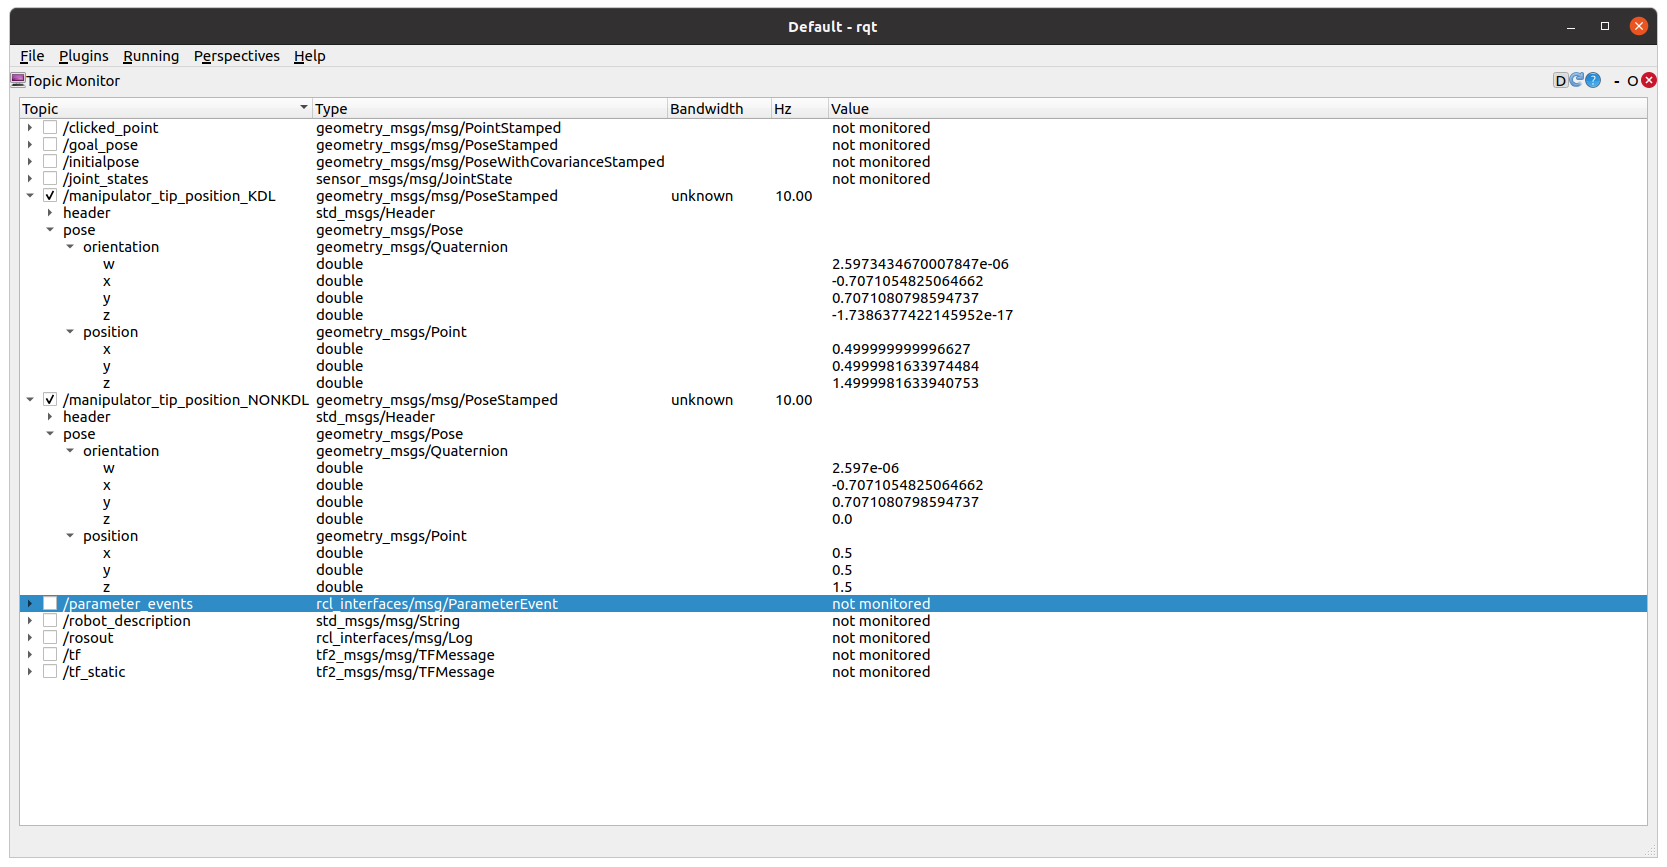 Default - rqt
File Plugins Running Perspectives Help
Topic Monitor D ? - O
Topic Type Bandwidth Hz Value
/clicked_point geometry_msgs/msg/PointStamped not monitored
/goal_pose geometry_msgs/msg/PoseStamped not monitored
/initialpose geometry_msgs/msg/PoseWithCovarianceStamped not monitored
/joint_states sensor_msgs/msg/JointState not monitored
/manipulator_tip_position_KDL geometry_msgs/msg/PoseStamped unknown 10.00
header std_msgs/Header
pose geometry_msgs/Pose
orientation geometry_msgs/Quaternion
w double 2.5973434670007847e-06
x double -0.7071054825064662
y double 0.7071080798594737
z double -1.7386377422145952e-17
position geometry_msgs/Point
x double 0.499999999996627
y double 0.4999981633974484
z double 1.4999981633940753
/manipulator_tip_position_NONKDL geometry_msgs/msg/PoseStamped unknown 10.00
header std_msgs/Header
pose geometry_msgs/Pose
orientation geometry_msgs/Quaternion
w double 2.597e-06
x double -0.7071054825064662
y double 0.7071080798594737
z double 0.0
position geometry_msgs/Point
x double 0.5
y double 0.5
z double 1.5
/parameter_events rcl_interfaces/msg/ParameterEvent not monitored
/robot_description std_msgs/msg/String not monitored
/rosout rcl_interfaces/msg/Log not monitored
/tf tf2_msgs/msg/TFMessage not monitored
/tf_static tf2_msgs/msg/TFMessage not monitored